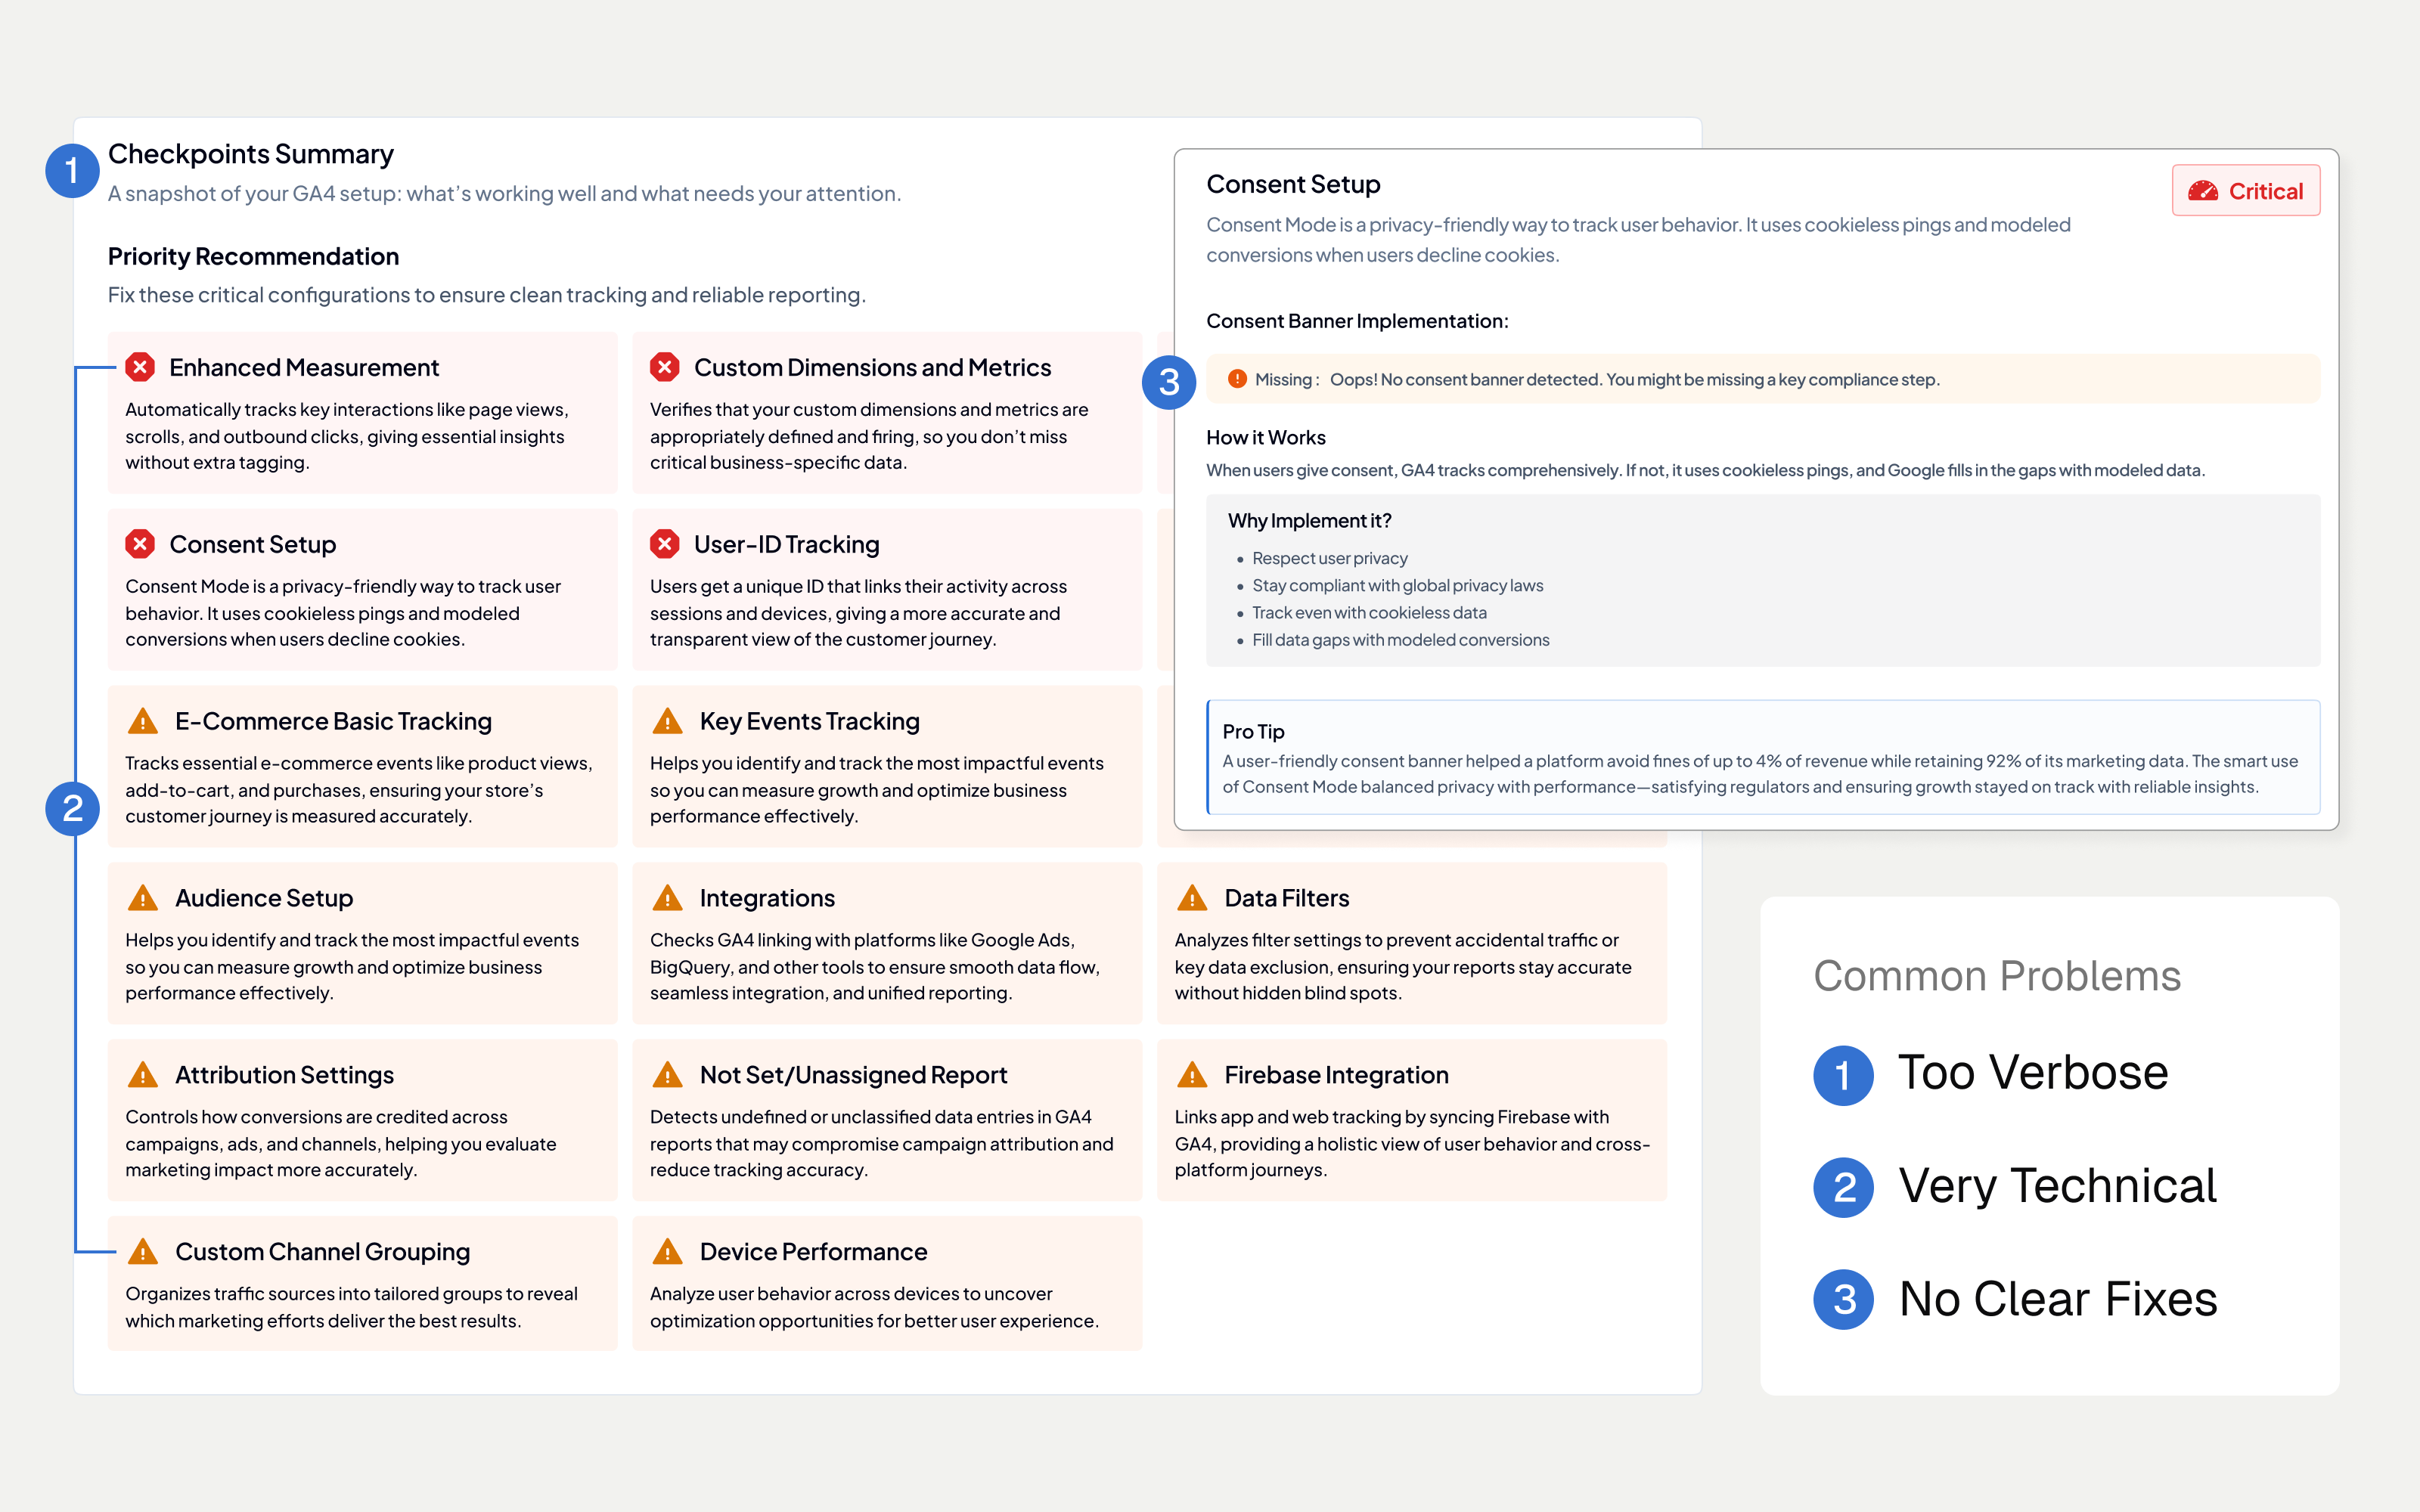 1
Checkpoints Summary
A snapshot of your GA4 setup: what's working well and what needs your attention.
Priority Recommendation
Fix these critical configurations to ensure clean tracking and reliable reporting.
Enhanced Measurement
Automatically tracks key interactions like page views,
scrolls, and outbound clicks, giving essential insights
without extra tagging.
Custom Dimensions and Metrics
Verifies that your custom dimensions and metrics are
appropriately defined and firing, so you don't miss
critical business-specific data.
Consent Setup
Consent Mode is a privacy-friendly way to track user
behavior. It uses cookieless pings and modeled
conversions when users decline cookies.
User-ID Tracking
Users get a unique ID that links their activity across
sessions and devices, giving a more accurate and
transparent view of the customer journey.
2
E-Commerce Basic Tracking
Tracks essential e-commerce events like product views,
add-to-cart, and purchases, ensuring your store's
customer journey is measured accurately.
Key Events Tracking
Helps you identify and track the most impactful events
so you can measure growth and optimize business
performance effectively.
Audience Setup
Helps you identify and track the most impactful events
so you can measure growth and optimize business
performance effectively.
Integrations
Checks GA4 linking with platforms like Google Ads,
BigQuery, and other tools to ensure smooth data flow,
seamless integration, and unified reporting.
Data Filters
Analyzes filter settings to prevent accidental traffic or
key data exclusion, ensuring your reports stay accurate
without hidden blind spots.
Attribution Settings
Controls how conversions are credited across
campaigns, ads, and channels, helping you evaluate
marketing impact more accurately.
Not Set/Unassigned Report
Detects undefined or unclassified data entries in GA4
reports that may compromise campaign attribution and
reduce tracking accuracy.
Firebase Integration
Links app and web tracking by syncing Firebase with
GA4, providing a holistic view of user behavior and cross-
platform journeys.
Custom Channel Grouping
Organizes traffic sources into tailored groups to reveal
which marketing efforts deliver the best results.
Device Performance
Analyze user behavior across devices to uncover
optimization opportunities for better user experience.
Consent Setup
Critical
Consent Mode is a privacy-friendly way to track user behavior. It uses cookieless pings and modeled
conversions when users decline cookies.
Consent Banner Implementation:
3
Missing : Oops! No consent banner detected. You might be missing a key compliance step.
How it Works
When users give consent, GA4 tracks comprehensively. If not, it uses cookieless pings, and Google fills in the gaps with modeled data.
Why Implement it?
• Respect user privacy
• Stay compliant with global privacy laws
• Track even with cookieless data
• Fill data gaps with modeled conversions
Pro Tip
A user-friendly consent banner helped a platform avoid fines of up to 4% of revenue while retaining 92% of its marketing data. The smart use
of Consent Mode balanced privacy with performance—satisfying regulators and ensuring growth stayed on track with reliable insights.
Common Problems
1 Too Verbose
2 Very Technical
3 No Clear Fixes